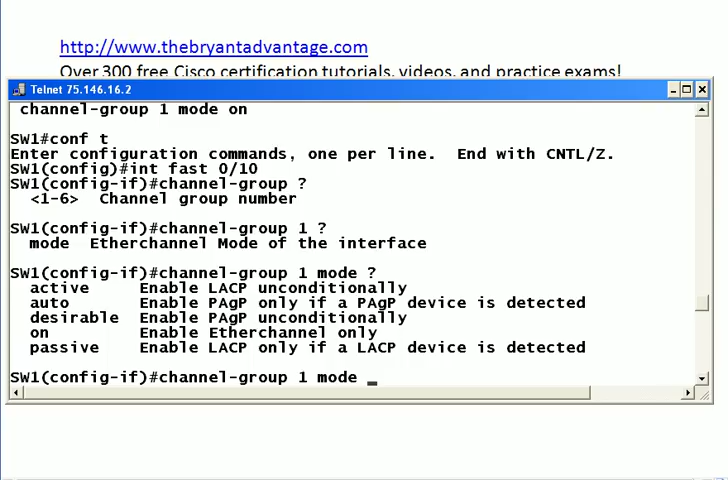 http://www.thebryantadvantage.com
Over 300 free Cisco certification tutorials, videos, and practice exams!
Telnet 75.146.16.2
channel-group 1 mode on
SW1#conf t
Enter configuration commands, one per line.  End with CNTL/Z.
SW1(config)#int fast 0/10
SW1(config-if)#channel-group ?
<1-6>  Channel group number
SW1(config-if)#channel-group 1 ?
mode  Etherchannel Mode of the interface
SW1(config-if)#channel-group 1 mode ?
active     Enable LACP unconditionally
auto       Enable PAgP only if a PAgP device is detected
desirable  Enable PAgP unconditionally
on         Enable Etherchannel only
passive    Enable LACP only if a LACP device is detected
SW1(config-if)#channel-group 1 mode _